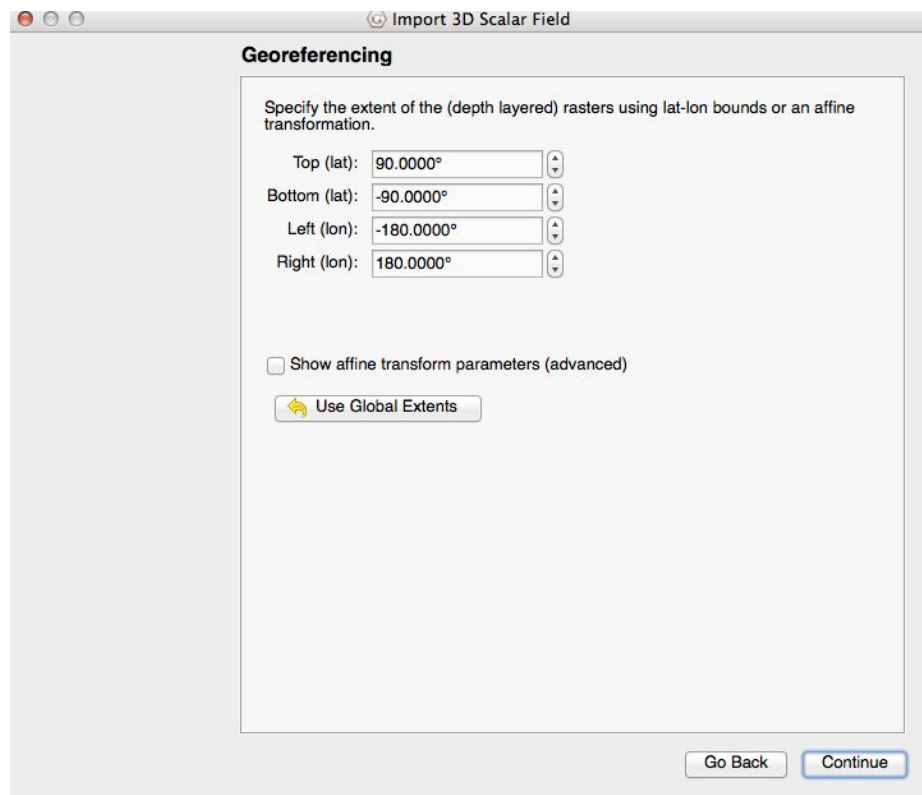 Import 3D Scalar Field
Georeferencing
Specify the extent of the (depth layered) rasters using lat-lon bounds or an affine
transformation.
Top (lat): 90.0000°
Bottom (lat): -90.0000°
Left (lon): -180.0000°
Right (lon): 180.0000°
Show affine transform parameters (advanced)
Use Global Extents
Go Back Continue